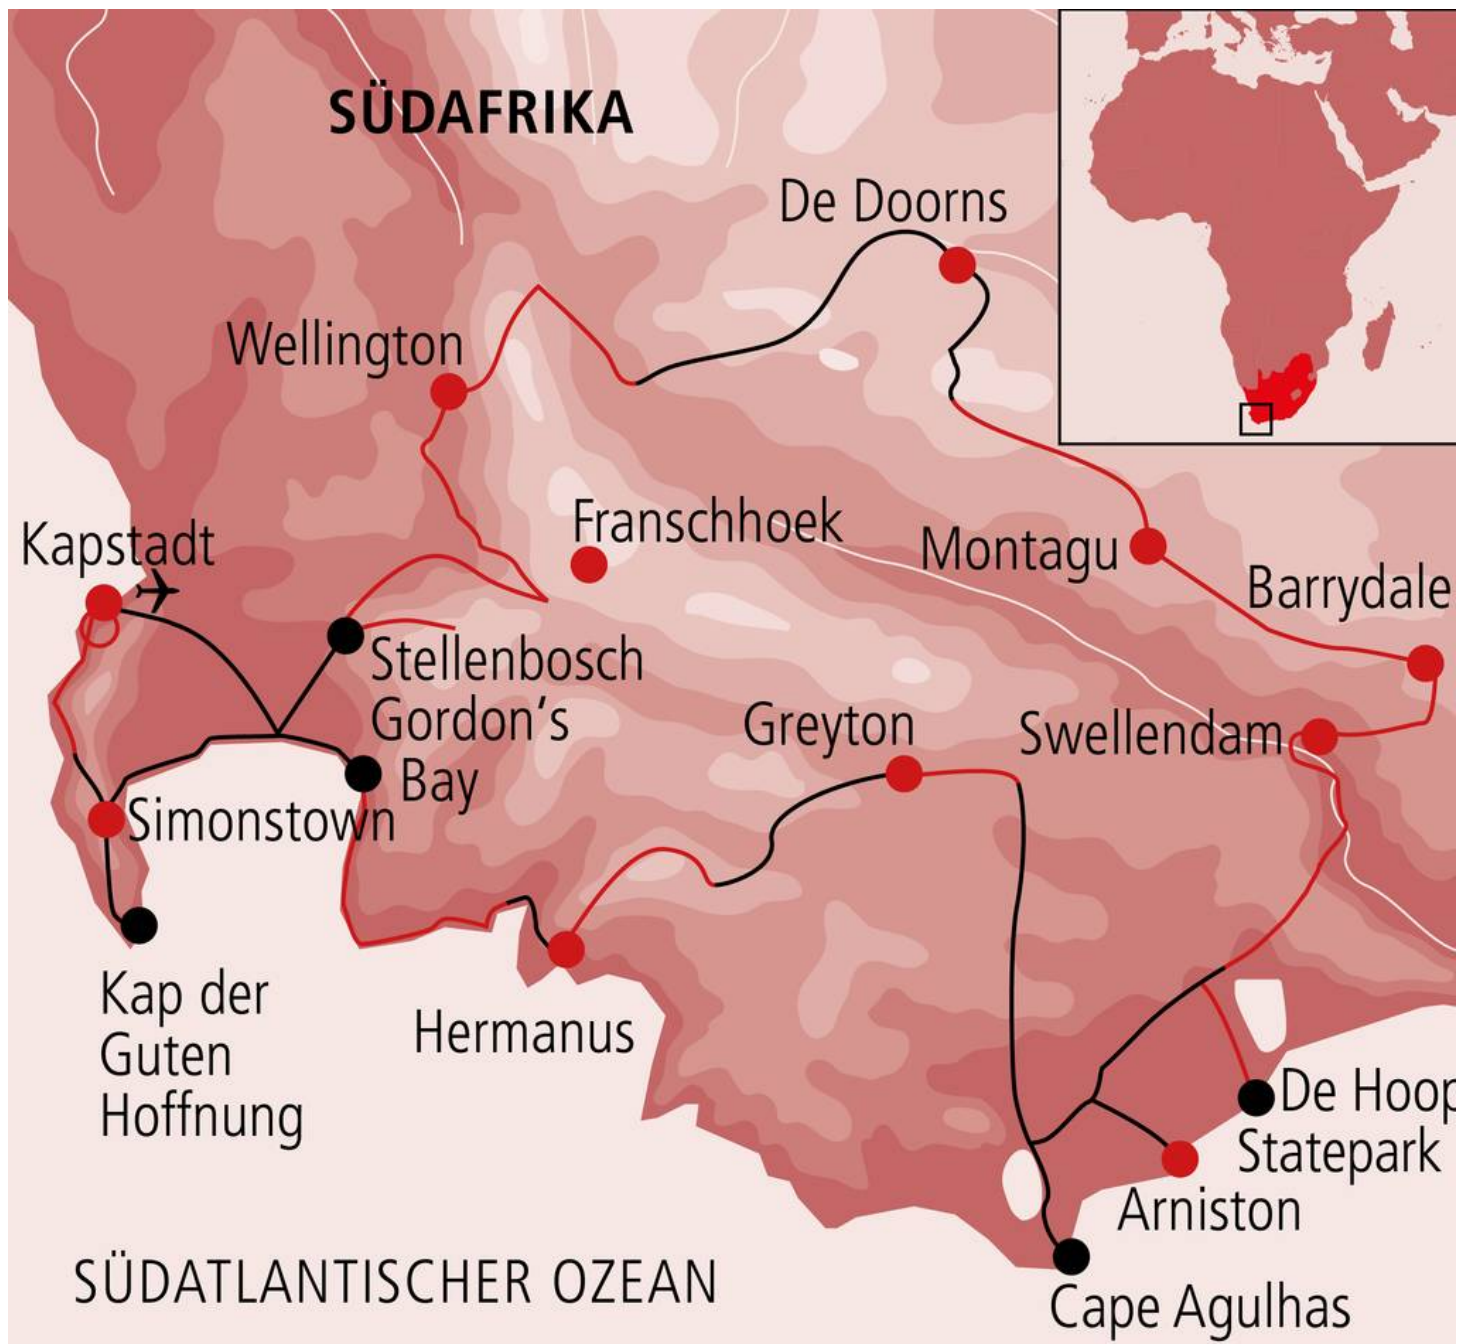 SÜDAFRIKA
De Doorns
Wellington
Franschhoek
Kapstadt
Montagu
Barrydale
Stellenbosch
Gordon‘s
Bay
Greyton
Swellendam
Simonstown
Kap der
Guten
Hoffnung
Hermanus
De Hoop
Statepark
Arniston
SÜDATLANTISCHER OZEAN
Cape Agulhas